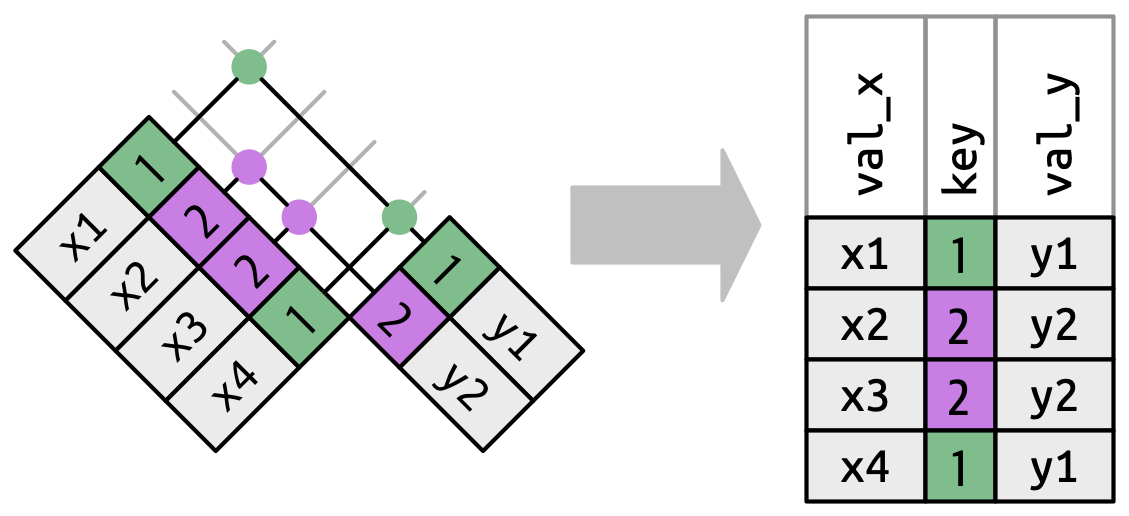 1 x1
2 x2
2 x3
1 x4
1 y1
2 y2
val_x key val_y
x1 1 y1
x2 2 y2
x3 2 y2
x4 1 y1